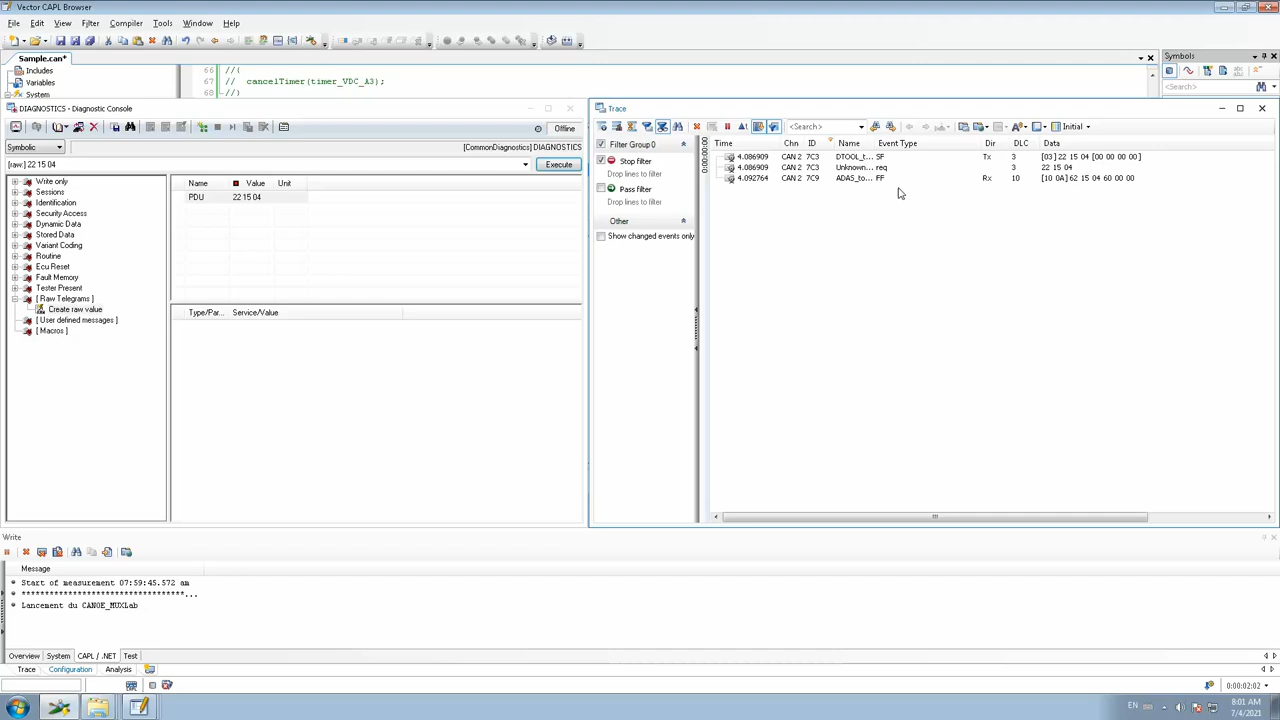 Vector CAPL Browser
File Edit View Filter Compiler Tools Window Help
Sample.can*
Symbols
Includes
Variables
System
66 //{
67 // cancelTimer(timer_VDC_A3);
68 //}
<Search>
DIAGNOSTICS - Diagnostic Console
Offline
Symbolic
[CommonDiagnostics] DIAGNOSTICS
[raw:] 22 15 04
Execute
Write only
Sessions
Identification
Security Access
Dynamic Data
Stored Data
Variant Coding
Routine
Ecu Reset
Fault Memory
Tester Present
[ Raw Telegrams ]
Create raw value
[ User defined messages ]
[ Macros ]
Name Value Unit
PDU 22 15 04
Type/Par... Service/Value
Trace
<Search> Initial
Filter Group 0
Stop filter
Drop lines to filter
Pass filter
Drop lines to filter
Other
Show changed events only
Time Chn ID Name Event Type Dir DLC Data
4.086909 CAN 2 7C3 DTOOL_t... SF Tx 3 [03] 22 15 04 [00 00 00 00]
4.086909 CAN 2 7C3 Unknown... req 3 22 15 04
4.092764 CAN 2 7C9 ADAS_to... FF Rx 10 [10 0A] 62 15 04 60 00 00
Write
Message
Start of measurement 07:59:45.572 am
Lancement du CANOE_MUXLab
Overview System CAPL / .NET Test
Trace Configuration Analysis
0:00:02:02
EN
8:01 AM
7/4/2021